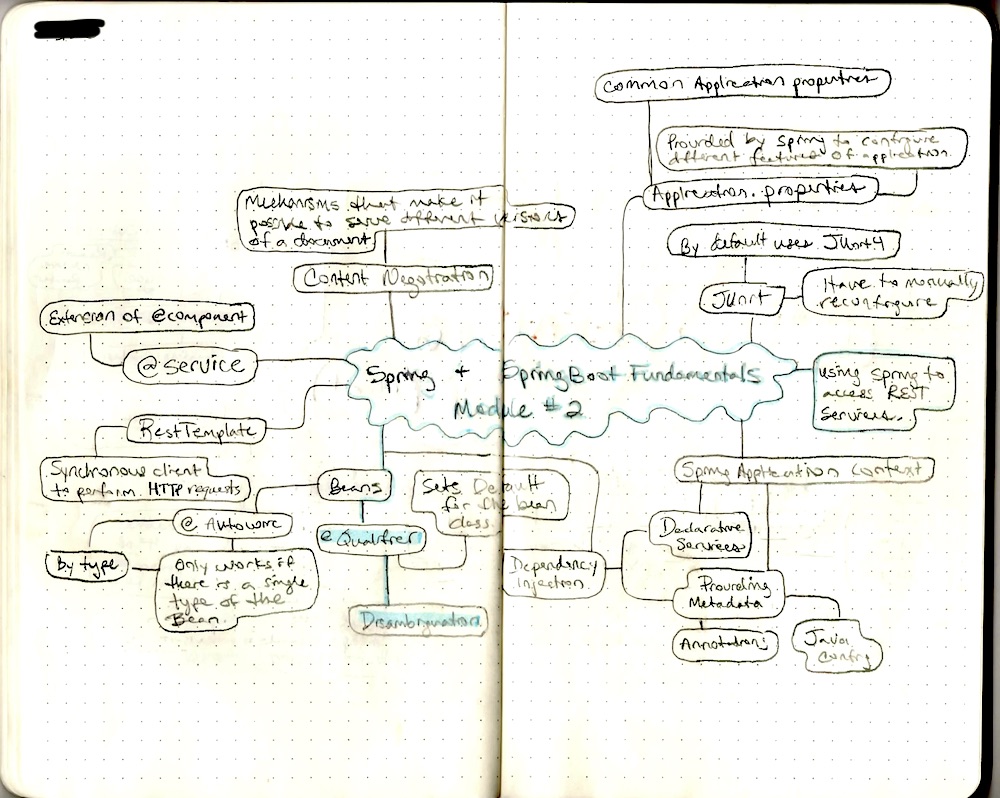 Common Application properties
Provided by Spring to configure
different features of application.
Application.properties
Mechanisms that make it
possible to serve different versions
of a document
Content Negotiation
By default uses JUnit4
JUnit
Have to manually
reconfigure
Extension of @component
@service
Spring + SpringBoot Fundamentals
Module #2
using Spring to
access REST
Services.
RestTemplate
Synchronous client
to perform HTTP requests
Beans
Sets Default
for the bean
class.
Spring Application Context
@ Autowire
@ Qualifier
Declarative
Services
By type
Only works if
there is a single
type of the
Bean.
Dependency
injection
Providing
Metadata
Disambiguation
Annotations
Java
Config